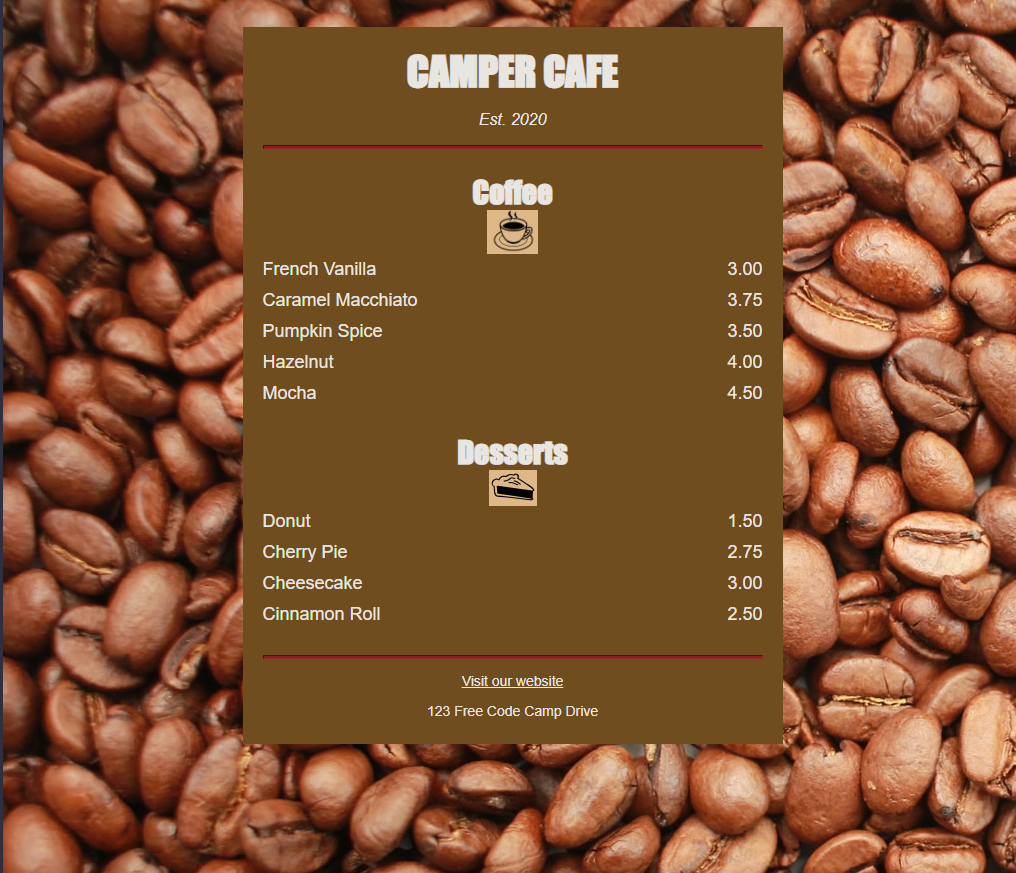 CAMPER CAFE
Est. 2020
Coffee
French Vanilla 3.00
Caramel Macchiato 3.75
Pumpkin Spice 3.50
Hazelnut 4.00
Mocha 4.50
Desserts
Donut 1.50
Cherry Pie 2.75
Cheesecake 3.00
Cinnamon Roll 2.50
Visit our website
123 Free Code Camp Drive